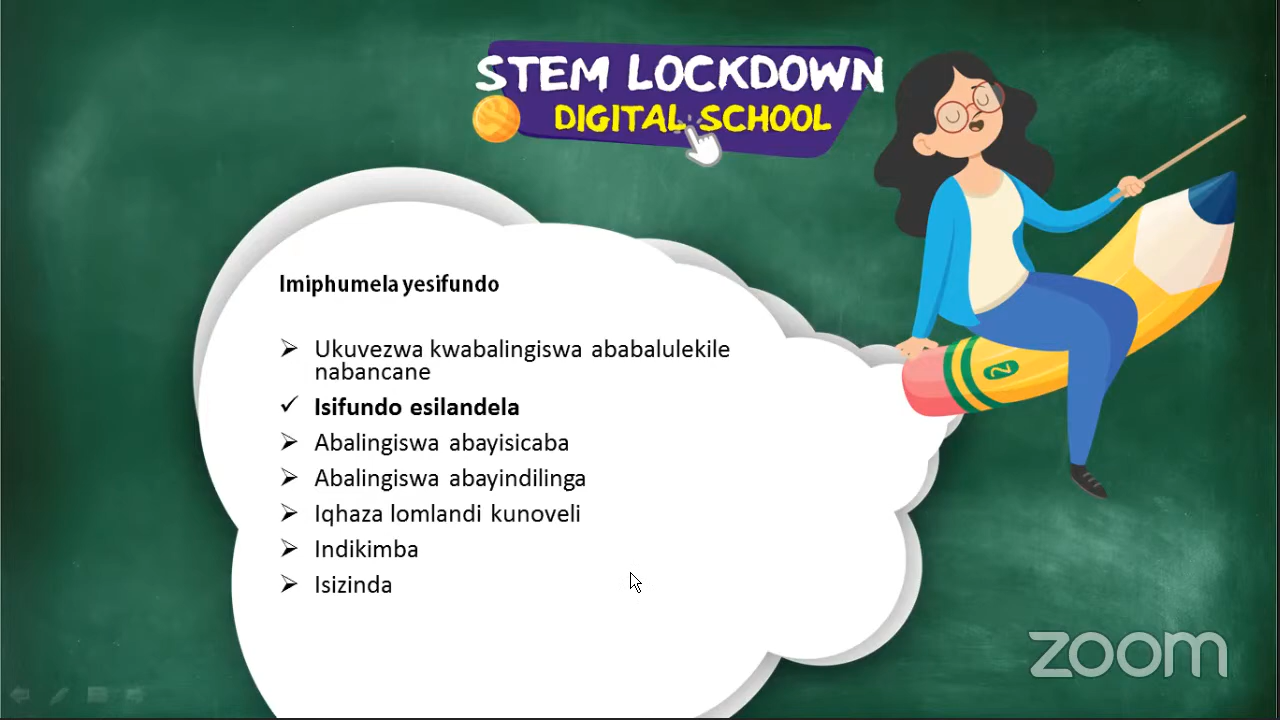 STEM LOCKDOWN
DIGITAL SCHOOL
Imiphumela yesifundo
Ukuvezwa kwabalingiswa ababalulekile
nabancane
Isifundo esilandela
Abalingiswa abayisicaba
Abalingiswa abayindilinga
Iqhaza lomlandi kunoveli
Indikimba
Isizinda
2
zoom